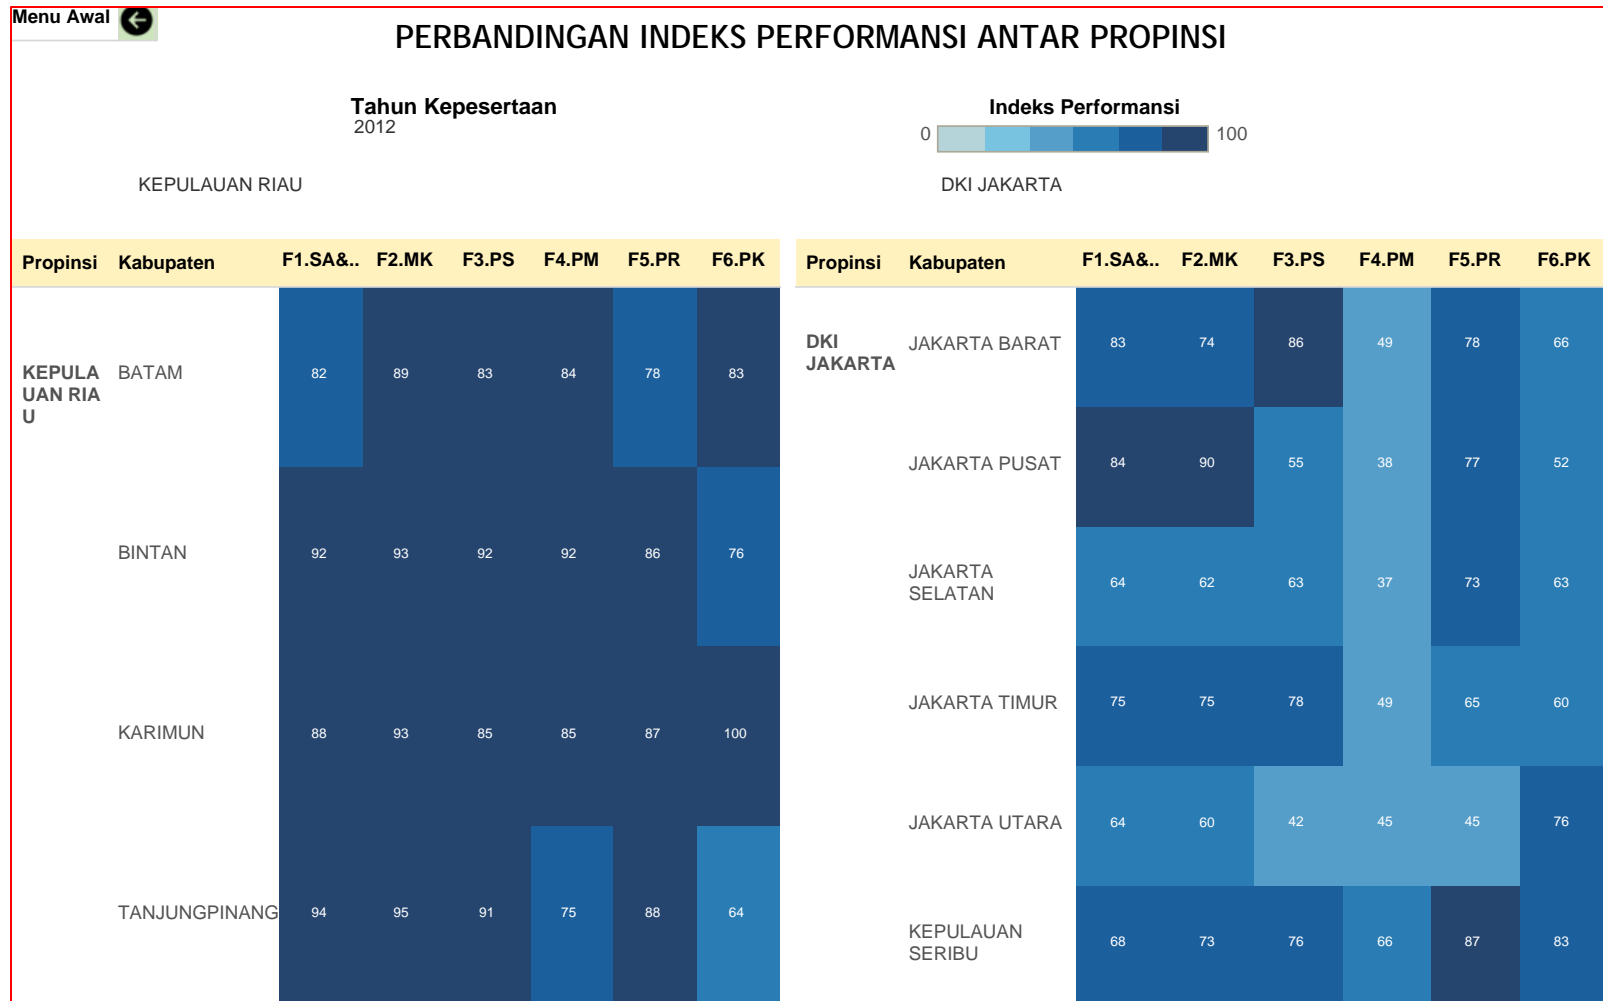 Menu Awal
PERBANDINGAN INDEKS PERFORMANSI ANTAR PROPINSI
Tahun Kepesertaan
2012
Indeks Performansi
0 100
KEPULAUAN RIAU
DKI JAKARTA
Propinsi Kabupaten F1.SA&.. F2.MK F3.PS F4.PM F5.PR F6.PK
KEPULA
UAN RIA
U
BATAM 82 89 83 84 78 83
BINTAN 92 93 92 92 86 76
KARIMUN 88 93 85 85 87 100
TANJUNGPINANG 94 95 91 75 88 64
Propinsi Kabupaten F1.SA&.. F2.MK F3.PS F4.PM F5.PR F6.PK
DKI
JAKARTA
JAKARTA BARAT 83 74 86 49 78 66
JAKARTA PUSAT 84 90 55 38 77 52
JAKARTA
SELATAN 64 62 63 37 73 63
JAKARTA TIMUR 75 75 78 49 65 60
JAKARTA UTARA 64 60 42 45 45 76
KEPULAUAN
SERIBU 68 73 76 66 87 83